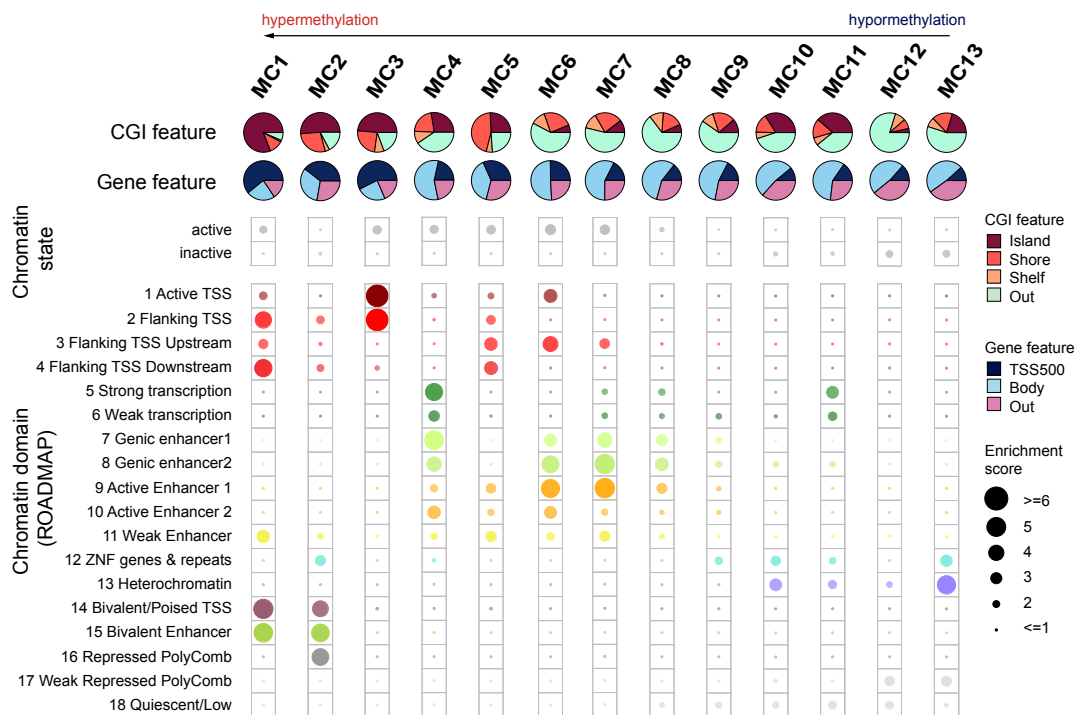 hypermethylation
hypormethylation
MC1
MC2
MC3
MC4
MC5
MC6
MC7
MC8
MC9
MC10
MC11
MC12
MC13
CGI feature
Gene feature
Chromatin
state
active
inactive
Chromatin domain
(ROADMAP)
1 Active TSS
2 Flanking TSS
3 Flanking TSS Upstream
4 Flanking TSS Downstream
5 Strong transcription
6 Weak transcription
7 Genic enhancer1
8 Genic enhancer2
9 Active Enhancer 1
10 Active Enhancer 2
11 Weak Enhancer
12 ZNF genes & repeats
13 Heterochromatin
14 Bivalent/Poised TSS
15 Bivalent Enhancer
16 Repressed PolyComb
17 Weak Repressed PolyComb
18 Quiescent/Low
CGI feature
Island
Shore
Shelf
Out
Gene feature
TSS500
Body
Out
Enrichment
score
>=6
5
4
3
2
<=1